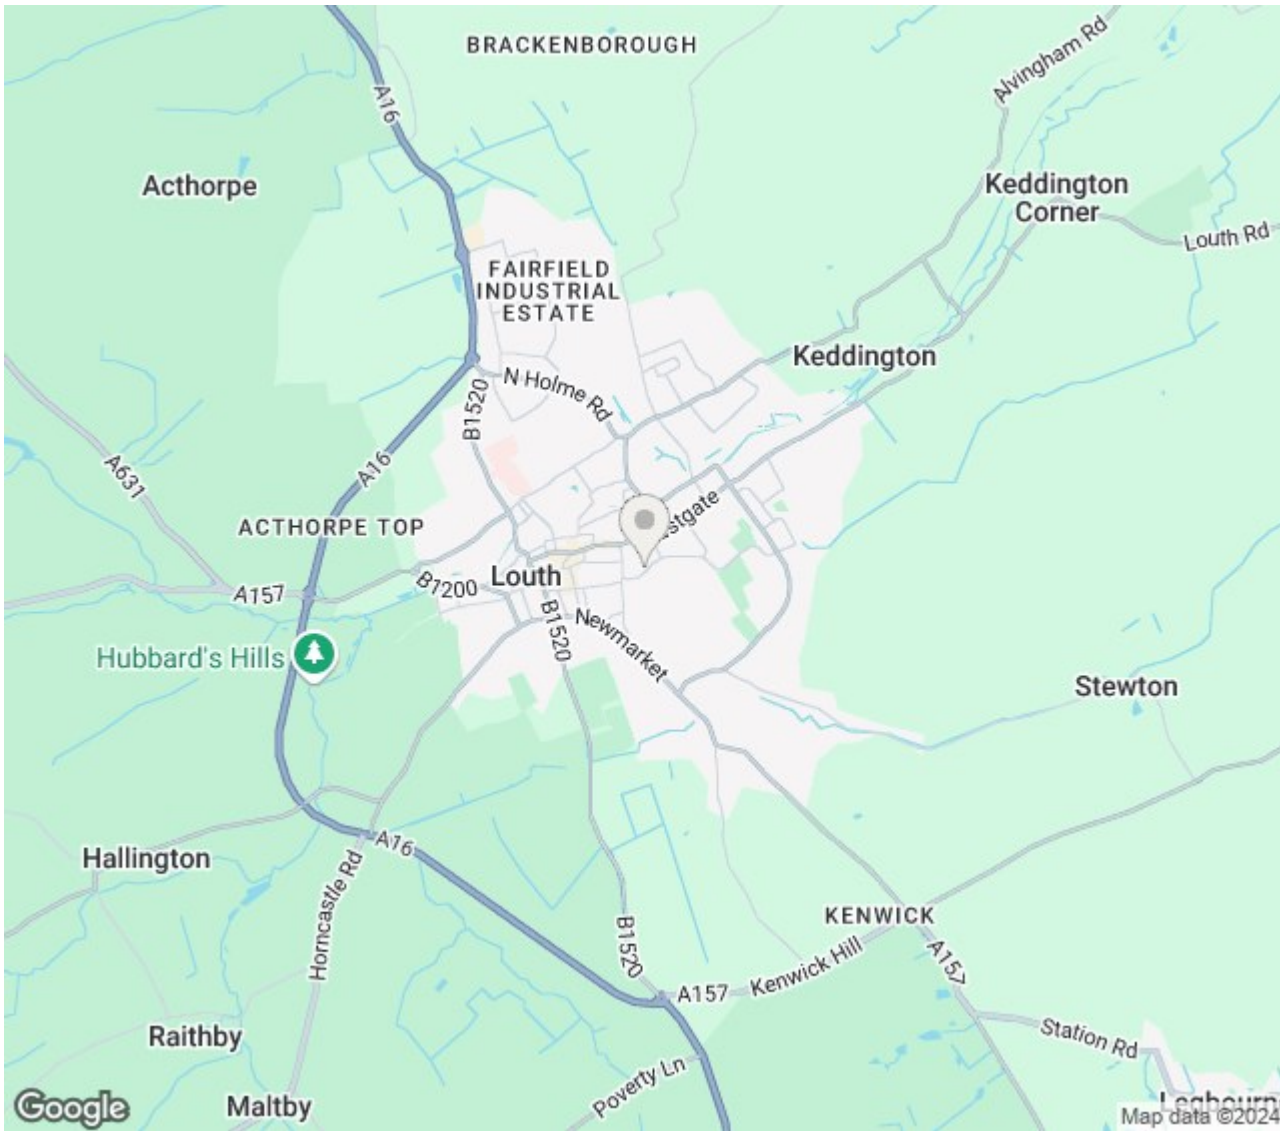 BRACKENBOROUGH
Alvingham Rd
A16
Acthorpe
Keddington
Corner
Louth Rd
FAIRFIELD
INDUSTRIAL
ESTATE
Keddington
N Holme Rd
B1520
A631
A16
ACTHORPE TOP
stgate
Louth
A157
B1200
B1520
Newmarket
Hubbard's Hills
Stewton
A16
Hallington
Horncastle Rd
KENWICK
B1520
A157
A157
Kenwick Hill
Raithby
Station Rd
Poverty Ln
Maltby
Legbourn
Google
Map data ©2024